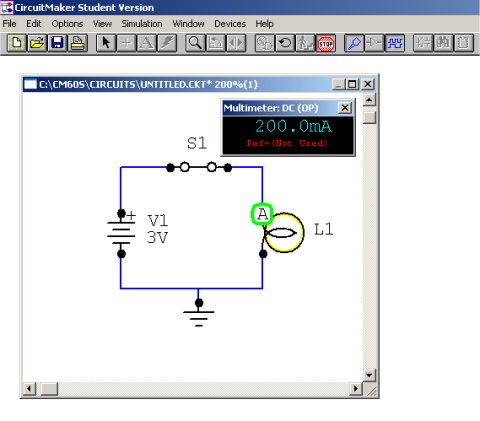 CircuitMaker Student Version
File Edit Options View Simulation Window Devices Help
STOP
C:\CM60S\CIRCUITS\UNTITLED.CKT* 200%(1)
Multimeter: DC (OP)
200.0mA
Ref=(Not Used)
S1
A
+
V1
3V
L1